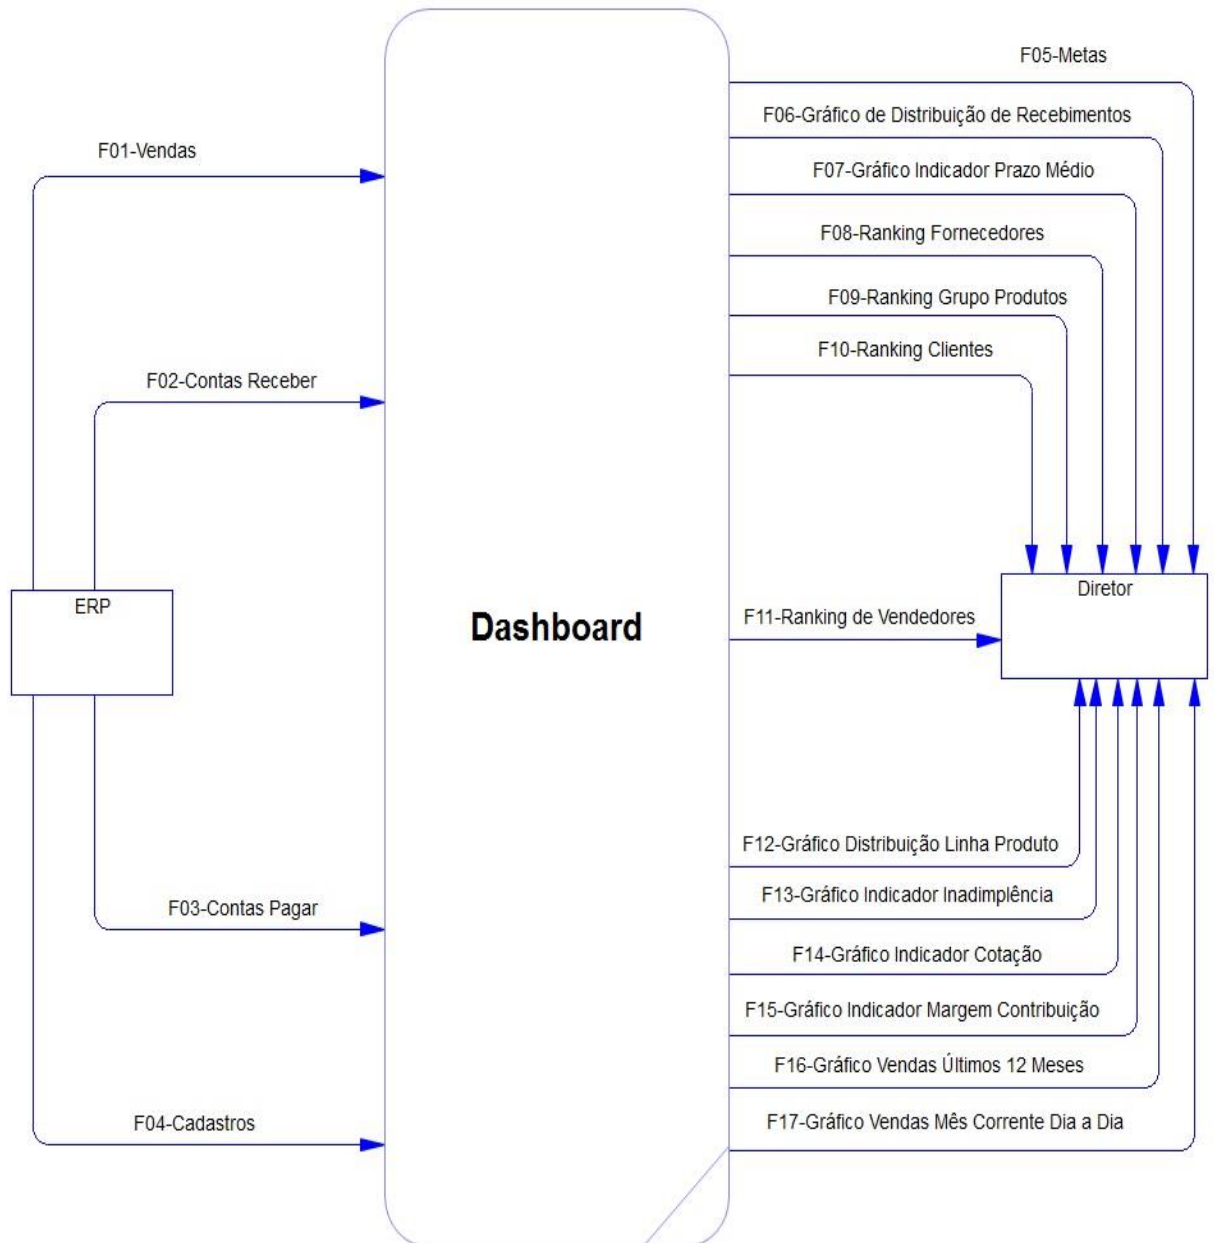 F05-Metas
F06-Gráfico de Distribuição de Recebimentos
F01-Vendas
F07-Gráfico Indicador Prazo Médio
F08-Ranking Fornecedores
F09-Ranking Grupo Produtos
F10-Ranking Clientes
F02-Contas Receber
ERP
Dashboard
Diretor
F11-Ranking de Vendedores
F12-Gráfico Distribuição Linha Produto
F13-Gráfico Indicador Inadimplência
F03-Contas Pagar
F14-Gráfico Indicador Cotação
F15-Gráfico Indicador Margem Contribuição
F16-Gráfico Vendas Últimos 12 Meses
F04-Cadastros
F17-Gráfico Vendas Mês Corrente Dia a Dia